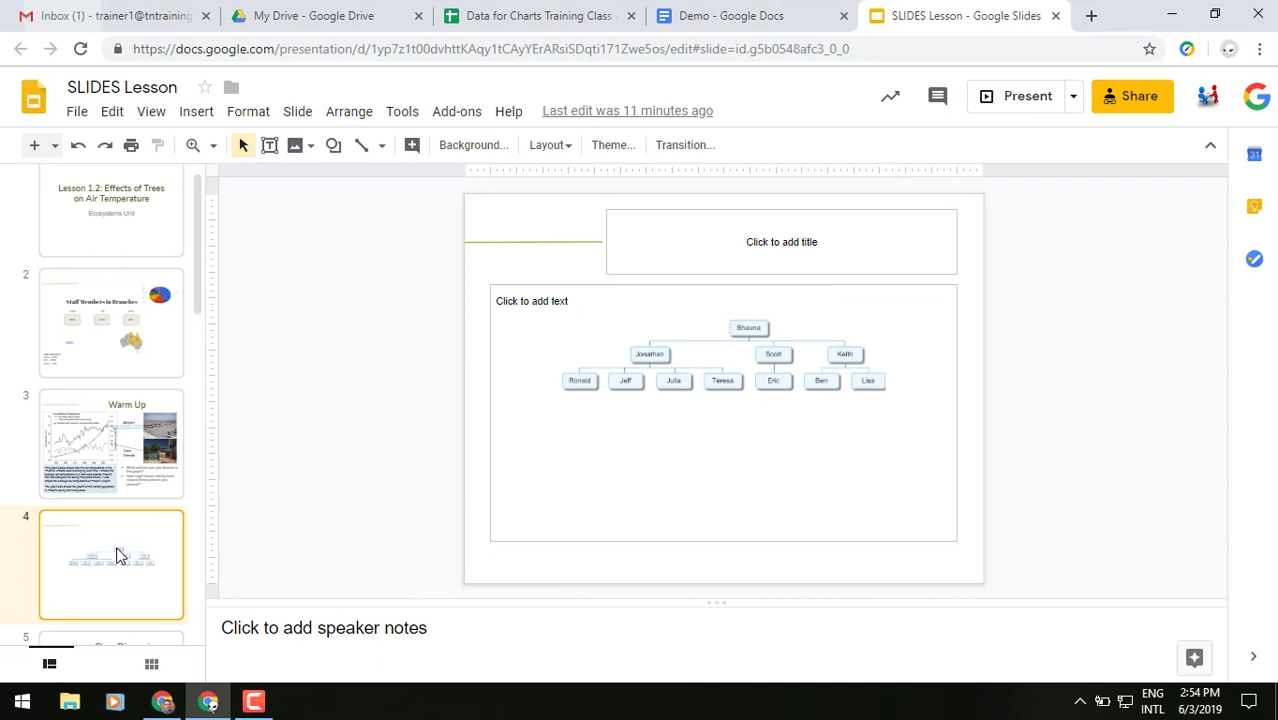 Inbox (1) - trainer1@tntraining
My Drive - Google Drive
Data for Charts Training Class -
Demo - Google Docs
SLIDES Lesson - Google Slides
https://docs.google.com/presentation/d/1yp7z1t00dvhttKAqy1tCAyYErARsiSDqti171Zwe5os/edit#slide=id.g5b0548afc3_0_0
SLIDES Lesson
Present
Share
File Edit View Insert Format Slide Arrange Tools Add-ons Help Last edit was 11 minutes ago
Background... Layout Theme... Transition...
31
Lesson 1.2: Effects of Trees
on Air Temperature
Ecosystems Unit
2
Staff Members in Branches
3
Warm Up
4
5
Click to add title
Click to add text
Shauna
Jonathan Scott Keith
Ronald Jeff Julia Teresa Eric Ben Lisa
Click to add speaker notes
ENG
INTL
2:54 PM
6/3/2019